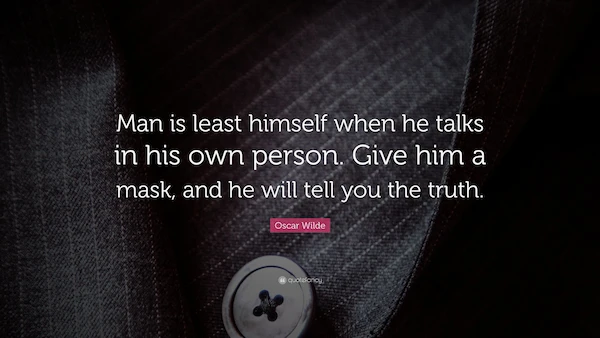 Man is least himself when he talks
in his own person. Give him a
mask, and he will tell you the truth.
Oscar Wilde
quotefancy